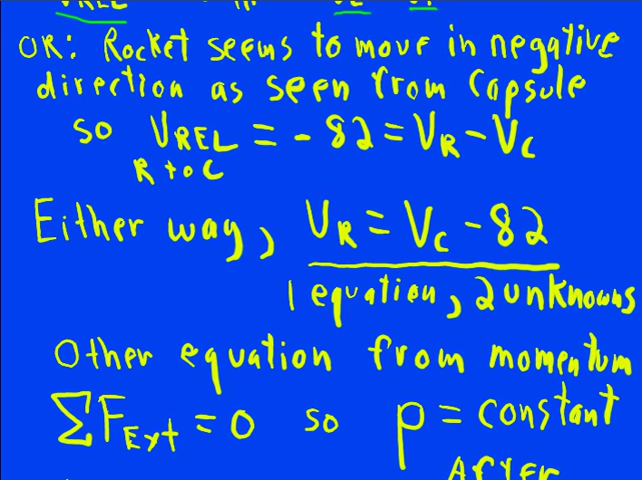 OR: Rocket seems to move in negative
direction as seen from Capsule
so VREL = - 82 = VR - VC
R to C
Either way, VR = VC - 82
1 equation, 2 unknowns
Other equation from momentum
ΣFExt = 0 so p = constant
AFTER